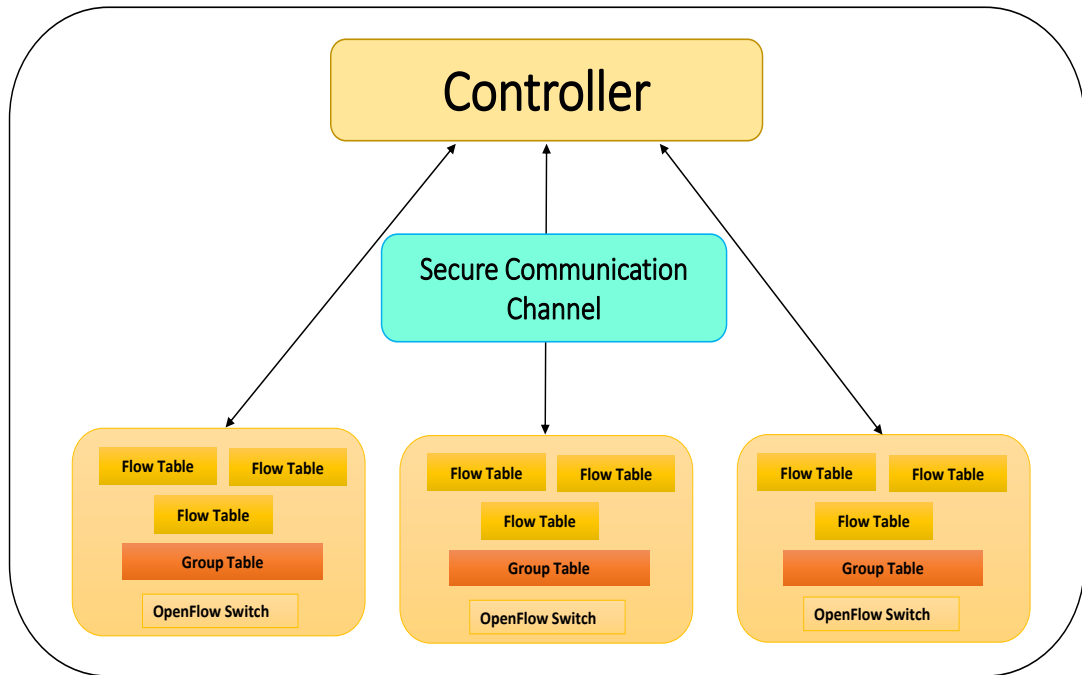 Controller
Secure Communication
Channel
Flow Table
Flow Table
Flow Table
Group Table
OpenFlow Switch
Flow Table
Flow Table
Flow Table
Group Table
OpenFlow Switch
Flow Table
Flow Table
Flow Table
Group Table
OpenFlow Switch